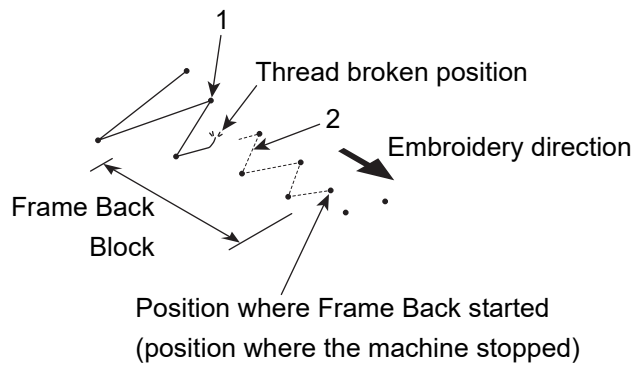 1
Thread broken position
2
Embroidery direction
Frame Back
Block
Position where Frame Back started
(position where the machine stopped)